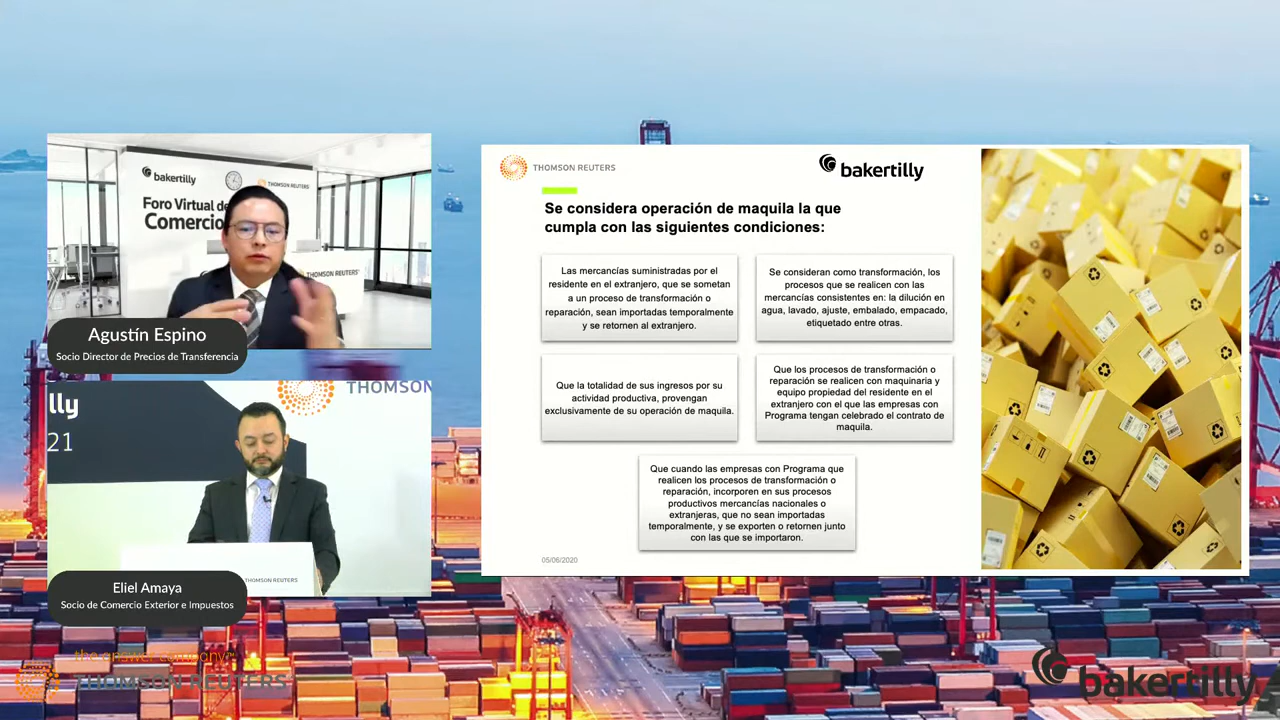 bakertilly
THOMSON REUTERS
Foro Virtual de
Comercio
THOMSON REUTERS
Agustín Espino
Socio Director de Precios de Transferencia
lly
21
THOMSON
THOMSON REUTERS
Eliel Amaya
Socio de Comercio Exterior e Impuestos
THOMSON REUTERS
bakertilly
Se considera operación de maquila la que
cumpla con las siguientes condiciones:
Las mercancías suministradas por el
residente en el extranjero, que se sometan
a un proceso de transformación o
reparación, sean importadas temporalmente
y se retornen al extranjero.
Se consideran como transformación, los
procesos que se realicen con las
mercancías consistentes en: la dilución en
agua, lavado, ajuste, embalado, empacado,
etiquetado entre otras.
Que la totalidad de sus ingresos por su
actividad productiva, provengan
exclusivamente de su operación de maquila.
Que los procesos de transformación o
reparación se realicen con maquinaria y
equipo propiedad del residente en el
extranjero con el que las empresas con
Programa tengan celebrado el contrato de
maquila.
Que cuando las empresas con Programa que
realicen los procesos de transformación o
reparación, incorporen en sus procesos
productivos mercancías nacionales o
extranjeras, que no sean importadas
temporalmente, y se exporten o retornen junto
con las que se importaron.
05/06/2020
the answer company™
THOMSON REUTERS
bakertilly